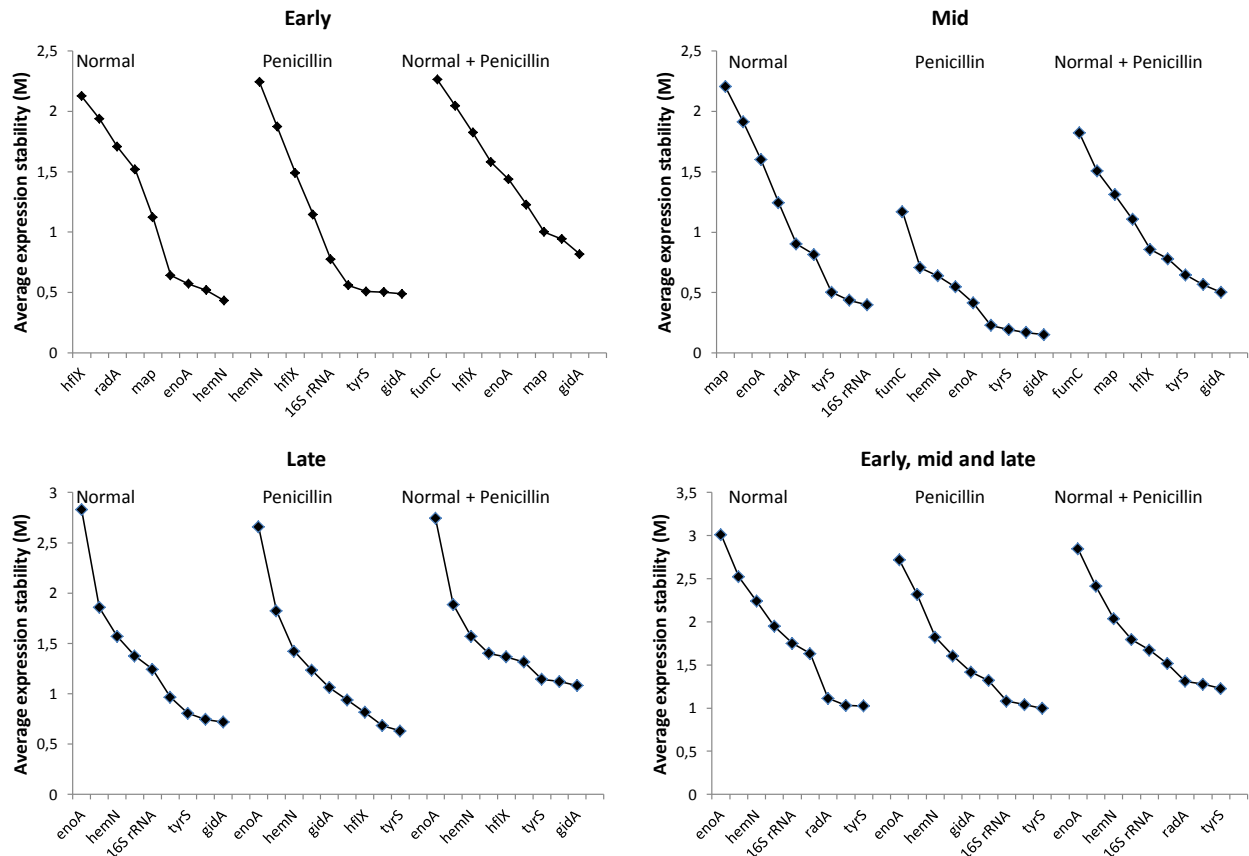 Early
Average expression stability (M)
2,5
2
1,5
1
0,5
0
Normal
Penicillin
Normal + Penicillin
hflX
radA
map
enoA
hemN
hemN
hflX
16S rRNA
tyrS
gidA
fumC
hflX
enoA
map
gidA
Mid
Average expression stability (M)
2,5
2
1,5
1
0,5
0
Normal
Penicillin
Normal + Penicillin
map
enoA
radA
tyrS
16S rRNA
fumC
hemN
enoA
tyrS
gidA
fumC
map
hflX
tyrS
gidA
Late
Average expression stability (M)
3
2,5
2
1,5
1
0,5
0
Normal
Penicillin
Normal + Penicillin
enoA
hemN
16S rRNA
tyrS
gidA
enoA
hemN
gidA
hflX
tyrS
enoA
hemN
hflX
tyrS
gidA
Early, mid and late
Average expression stability (M)
3,5
3
2,5
2
1,5
1
0,5
0
Normal
Penicillin
Normal + Penicillin
enoA
hemN
16S rRNA
radA
tyrS
enoA
hemN
gidA
16S rRNA
tyrS
enoA
hemN
16S rRNA
radA
tyrS